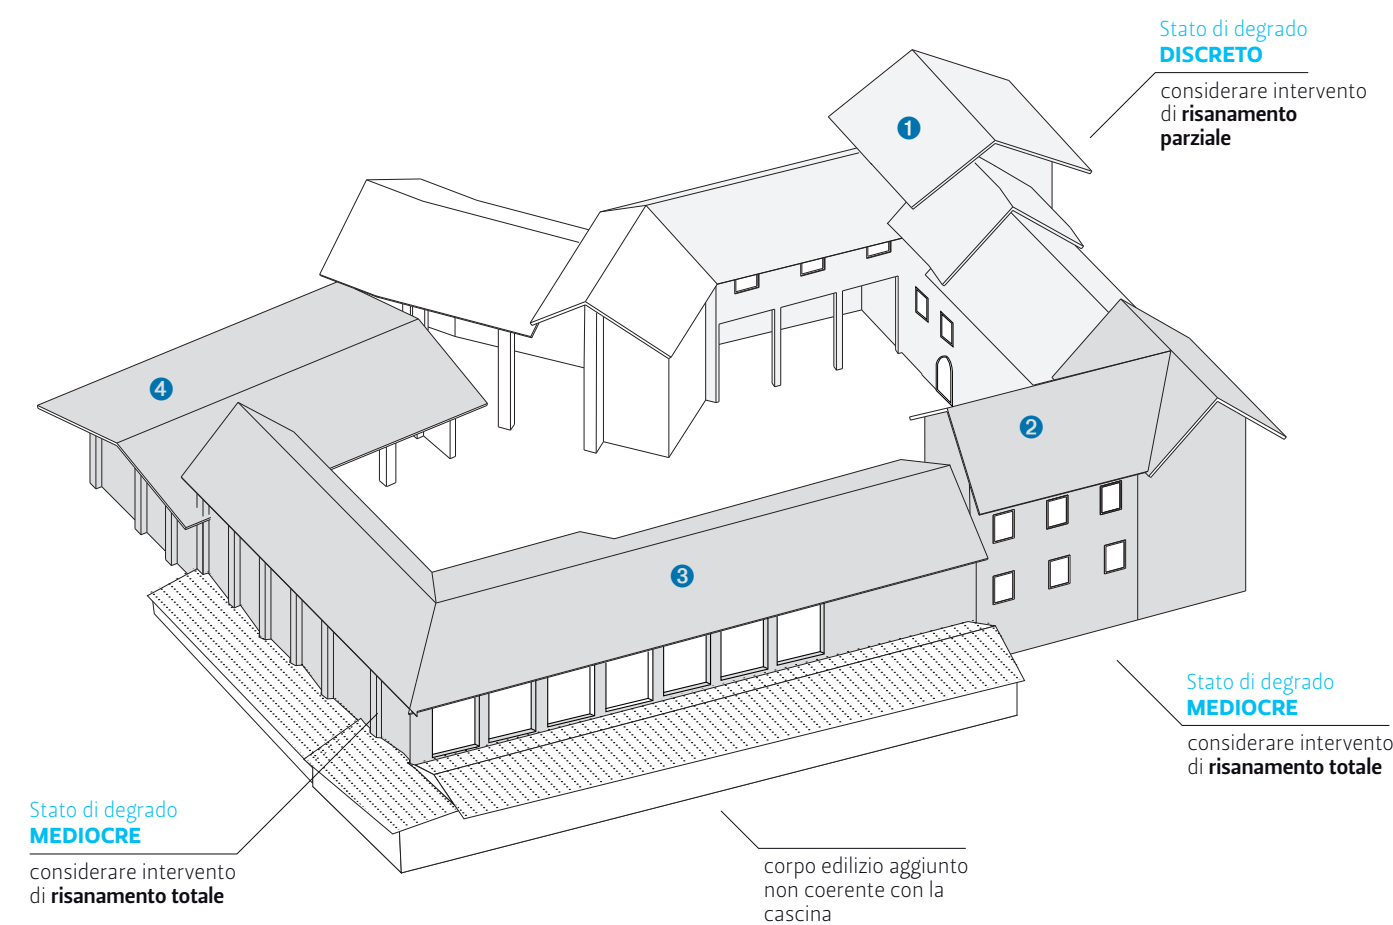 Stato di degrado
DISCRETO
considerare intervento
di risanamento
parziale
1
4
2
3
Stato di degrado
MEDIOCRE
considerare intervento
di risanamento totale
Stato di degrado
MEDIOCRE
considerare intervento
di risanamento totale
corpo edilizio aggiunto
non coerente con la
cascina